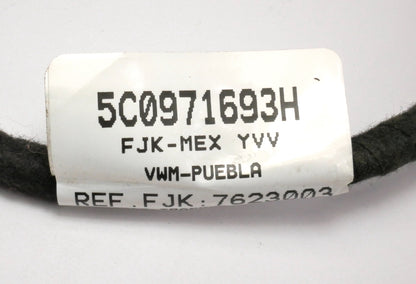 5C0971693H
FJK-MEX YVV
VWM-PUEBLA
REF.FJK:7623003